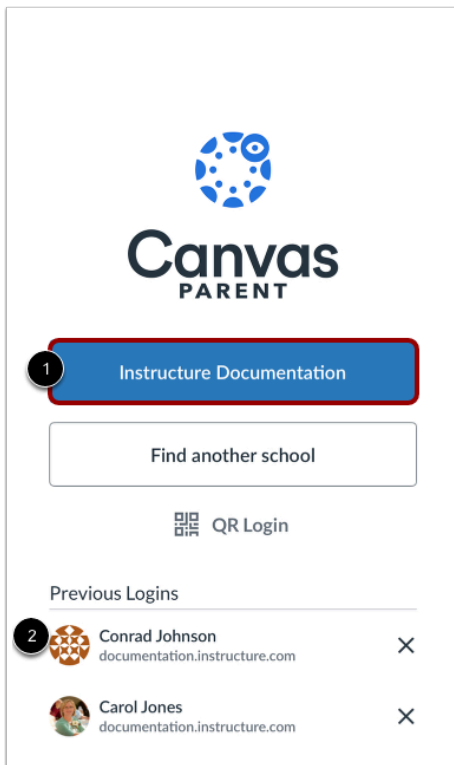 Canvas
PARENT
1
Instructure Documentation
Find another school
QR Login
Previous Logins
2
Conrad Johnson
documentation.instructure.com
Carol Jones
documentation.instructure.com